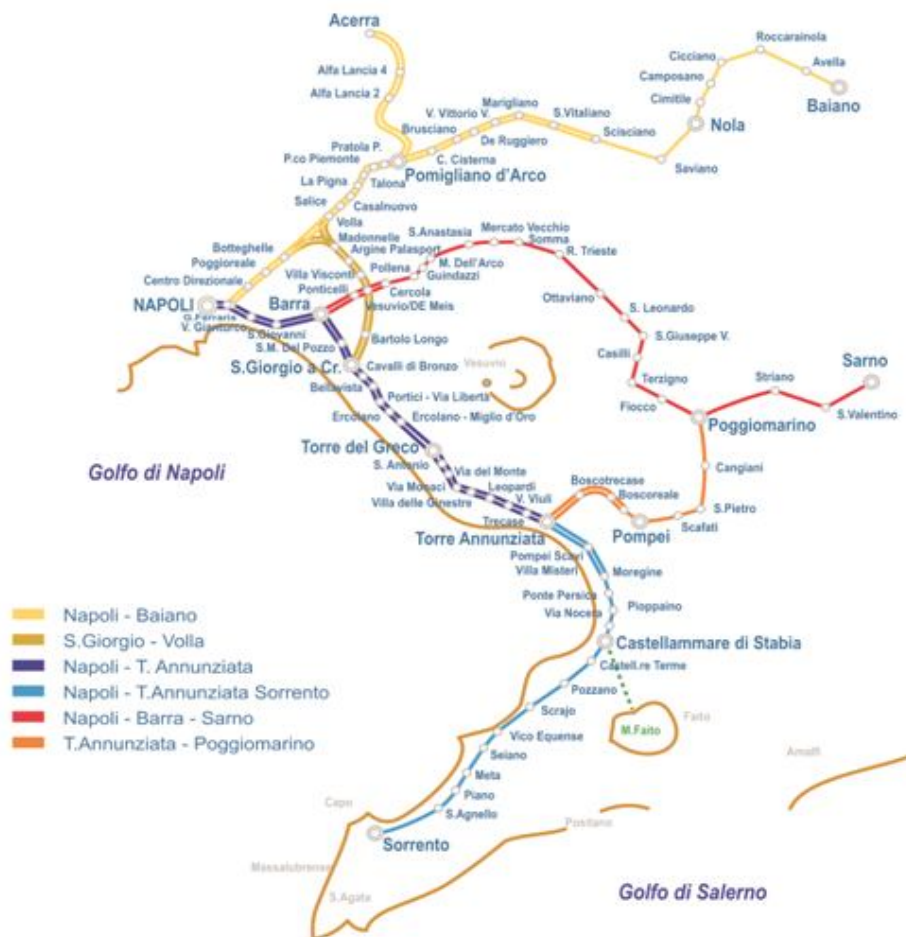 Acerra
Alfa Lancia 4
Alfa Lancia 2
Roccarainola
Cicciano
Avella
Camposano
Baiano
Cimitile
Nola
Marigliano
V. Vittorio V.
S.Vitaliano
Brusciano
De Ruggiero
Scisciano
Pratola P.
C. Cisterna
Saviano
P.co Piemonte
Pomigliano d'Arco
La Pigna
Talona
Salice
Casalnuovo
Volla
Madonnelle
Argine Palasport
S.Anastasia
Mercato Vecchio
Somma
Botteghelle
Poggioreale
R. Trieste
M. Dell'Arco
Pollena
Guindazzi
Centro Direzionale
Villa Visconti
Ponticelli
Cercola
Vesuvio/DE Meis
Ottaviano
NAPOLI
Barra
G.Ferraris
V. Gianturco
S.Giovanni
S. Leonardo
S.Giuseppe V.
S.M. Del Pozzo
Bartolo Longo
Casilli
Sarno
S.Giorgio a Cr.
Cavalli di Bronzo
Vesuvio
Bellavista
Terzigno
Striano
Portici - Via Libertà
Fiocco
S.Valentino
Ercolano
Ercolano - Miglio d'Oro
Poggiomarino
Torre del Greco
Golfo di Napoli
S. Antonio
Via del Monte
Cangiani
Via Monaci
Leopardi
Boscotrecase
Villa delle Ginestre
V. Viuli
Boscoreale
S.Pietro
Trecase
Scafati
Torre Annunziata
Pompei
Pompei Scavi
Villa Misteri
Moregine
Ponte Persica
Pioppaino
Via Nocera
Castellammare di Stabia
Castell.re Terme
Pozzano
Scrajo
Faito
M.Faito
Vico Equense
Seiano
Meta
Piano
S.Agnello
Sorrento
Amalfi
Capo
Positano
Massalubrense
S.Agata
Golfo di Salerno
Napoli - Baiano
S.Giorgio - Volla
Napoli - T. Annunziata
Napoli - T.Annunziata Sorrento
Napoli - Barra - Sarno
T.Annunziata - Poggiomarino